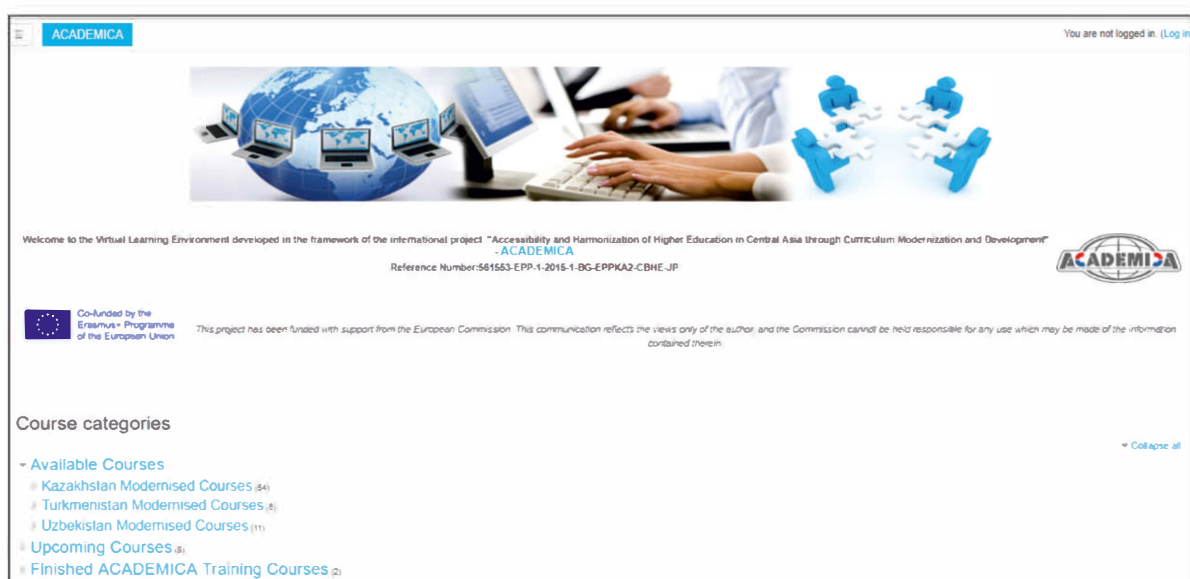 ACADEMICA
You are not logged in. (Log in
Welcome to the Virtual Learning Environment developed in the framework of the international project "Accessibility and Harmonization of Higher Education in Central Asia through Curriculum Modernization and Development"
- ACADEMICA
Reference Number:561553-EPP-1-2015-1-BG-EPPKA2-CBHE-JP
ACADEMICA
Co-funded by the
Erasmus+ Programme
of the European Union
This project has been funded with support from the European Commission. This communication reflects the views only of the author, and the Commission cannot be held responsible for any use which may be made of the information
contained therein
Course categories
Collapse all
Available Courses
Kazakhstan Modernised Courses (54)
Turkmenistan Modernised Courses
Uzbekistan Modernised Courses (11)
Upcoming Courses (5)
Finished ACADEMICA Training Courses (2)